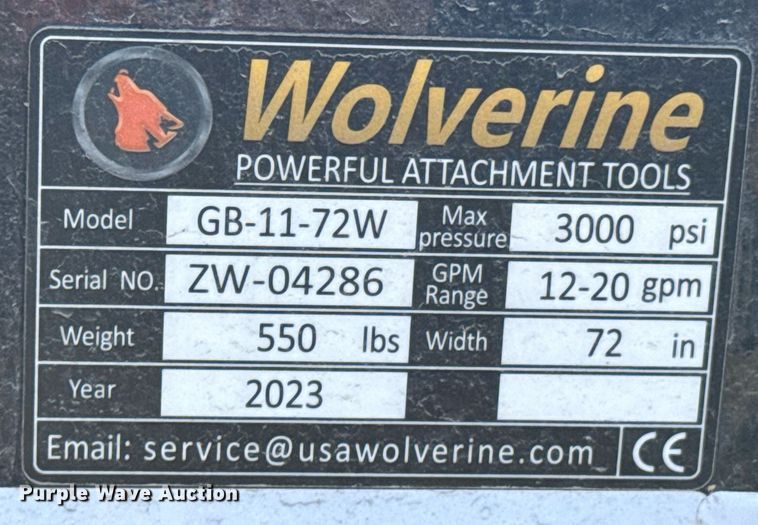 Wolverine
POWERFUL ATTACHMENT TOOLS
Model GB-11-72W Max pressure 3000 psi
Serial NO. ZW-04286 GPM Range 12-20 gpm
Weight 550 lbs Width 72 in
Year 2023
Email: service@usawolverine.com CE
Purple Wave Auction